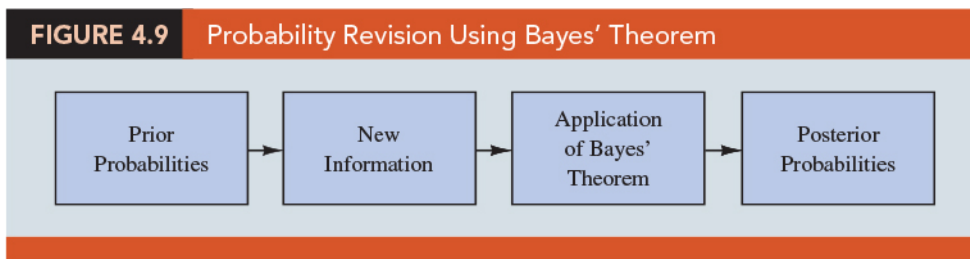 FIGURE 4.9 Probability Revision Using Bayes' Theorem
Prior
Probabilities
New
Information
Application
of Bayes'
Theorem
Posterior
Probabilities